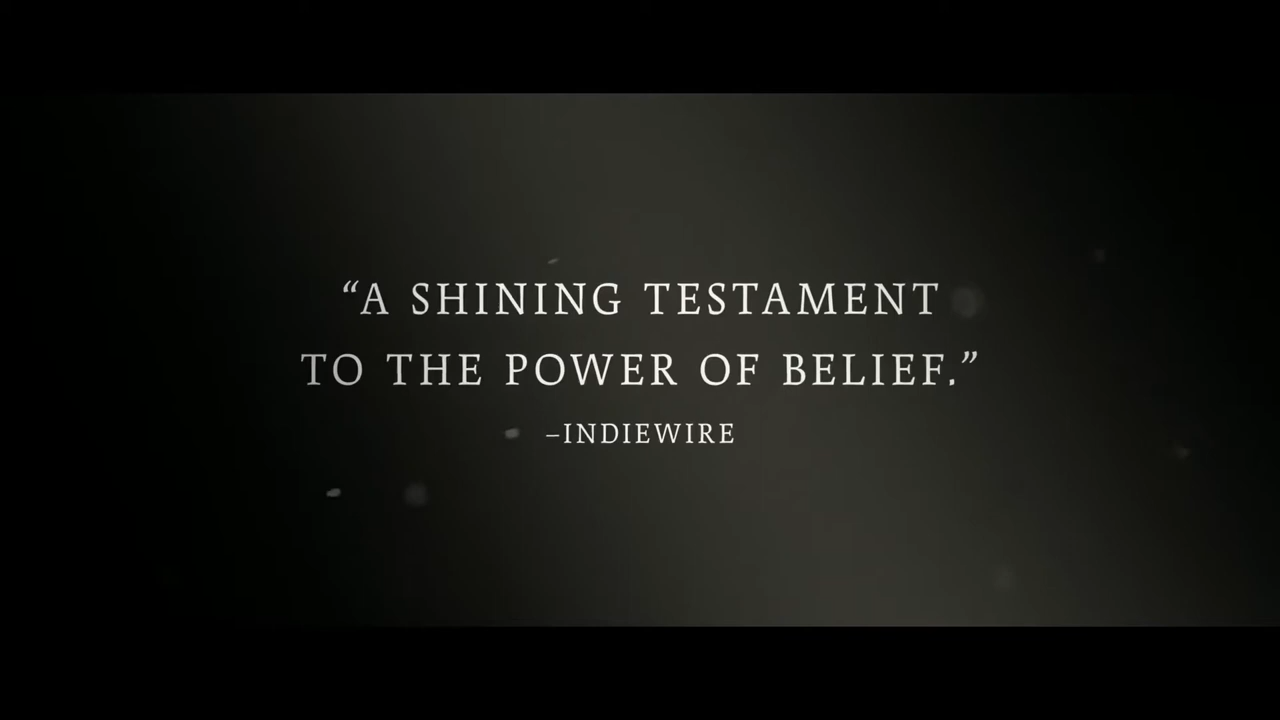 “A SHINING TESTAMENT
TO THE POWER OF BELIEF.”
–INDIEWIRE